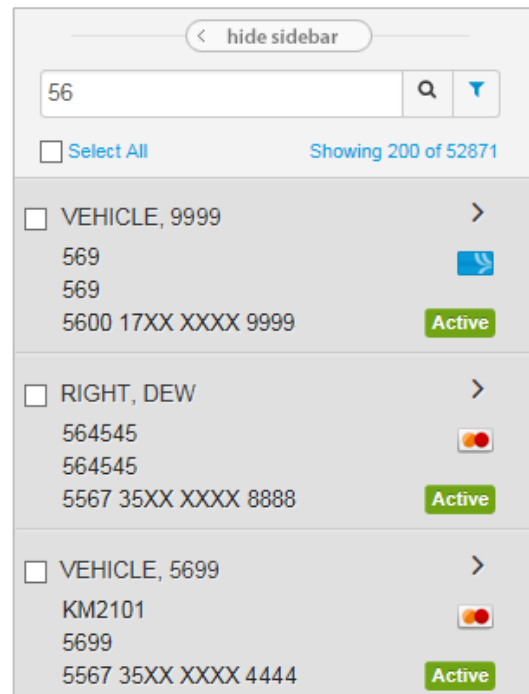 hide sidebar
56
Select All Showing 200 of 52871
VEHICLE, 9999
569
569
5600 17XX XXXX 9999 Active
RIGHT, DEW
564545
564545
5567 35XX XXXX 8888 Active
VEHICLE, 5699
KM2101
5699
5567 35XX XXXX 4444 Active